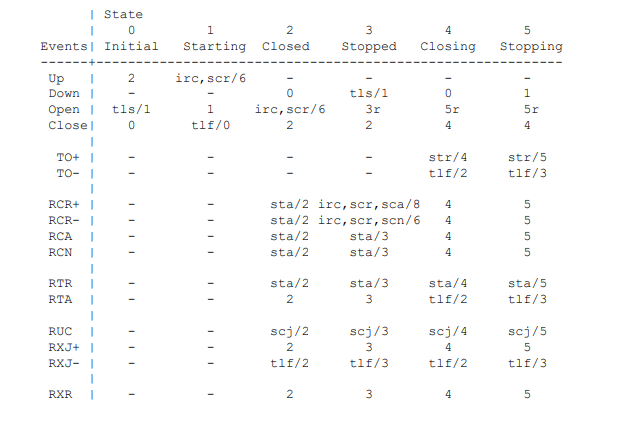 | State
| 0 1 2 3 4 5
Events| Initial Starting Closed Stopped Closing Stopping
------+-----------------------------------------------------------
Up | 2 irc,scr/6 - - - -
Down | - - 0 tls/1 0 1
Open | tls/1 1 irc,scr/6 3r 5r 5r
Close| 0 tlf/0 2 2 4 4
|
TO+ | - - - - str/4 str/5
TO- | - - - - tlf/2 tlf/3
|
RCR+ | - - sta/2 irc,scr,sca/8 4 5
RCR- | - - sta/2 irc,scr,scn/6 4 5
RCA | - - sta/2 sta/3 4 5
RCN | - - sta/2 sta/3 4 5
|
RTR | - - sta/2 sta/3 sta/4 sta/5
RTA | - - 2 3 tlf/2 tlf/3
|
RUC | - - scj/2 scj/3 scj/4 scj/5
RXJ+ | - - 2 3 4 5
RXJ- | - - tlf/2 tlf/3 tlf/2 tlf/3
|
RXR | - - 2 3 4 5